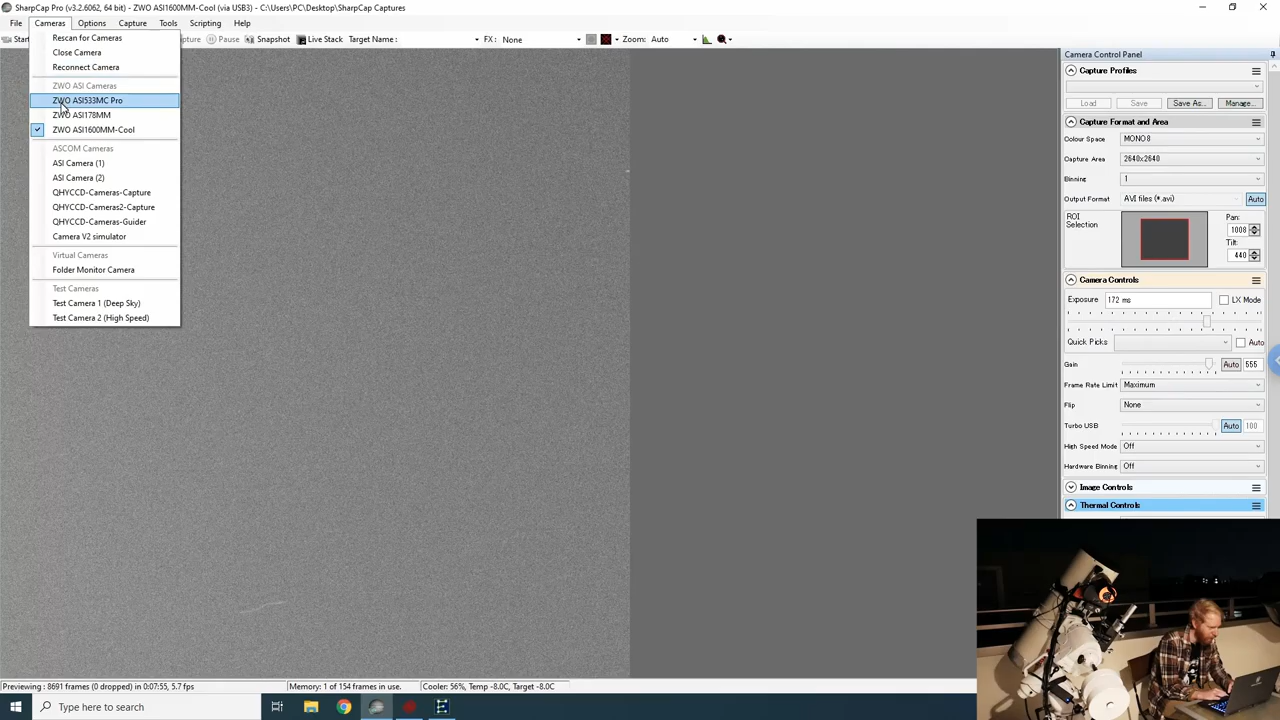 SharpCap Pro (v3.2.6062, 64 bit) - ZWO ASI1600MM-Cool (via USB3) - C:\Users\PC\Desktop\SharpCap Captures
File Cameras Options Capture Tools Scripting Help
Start Capture Pause Snapshot Live Stack Target Name : FX : None Zoom: Auto
Rescan for Cameras
Close Camera
Reconnect Camera
ZWO ASI Cameras
ZWO ASI533MC Pro
ZWO ASI178MM
ZWO ASI1600MM-Cool
ASCOM Cameras
ASI Camera (1)
ASI Camera (2)
QHYCCD-Cameras-Capture
QHYCCD-Cameras2-Capture
QHYCCD-Cameras-Guider
Camera V2 simulator
Virtual Cameras
Folder Monitor Camera
Test Cameras
Test Camera 1 (Deep Sky)
Test Camera 2 (High Speed)
Camera Control Panel
Capture Profiles
Load Save Save As... Manage...
Capture Format and Area
Colour Space MONO8
Capture Area 2640x2640
Binning 1
Output Format AVI files (*.avi) Auto
ROI Selection
Pan: 1008
Tilt: 440
Camera Controls
Exposure 172 ms LX Mode
Quick Picks Auto
Gain Auto 555
Frame Rate Limit Maximum
Flip None
Turbo USB Auto 100
High Speed Mode Off
Hardware Binning Off
Image Controls
Thermal Controls
Previewing : 8691 frames (0 dropped) in 0:07:55, 5.7 fps Memory: 1 of 154 frames in use. Cooler: 56%, Temp -8.0C, Target -8.0C
Type here to search